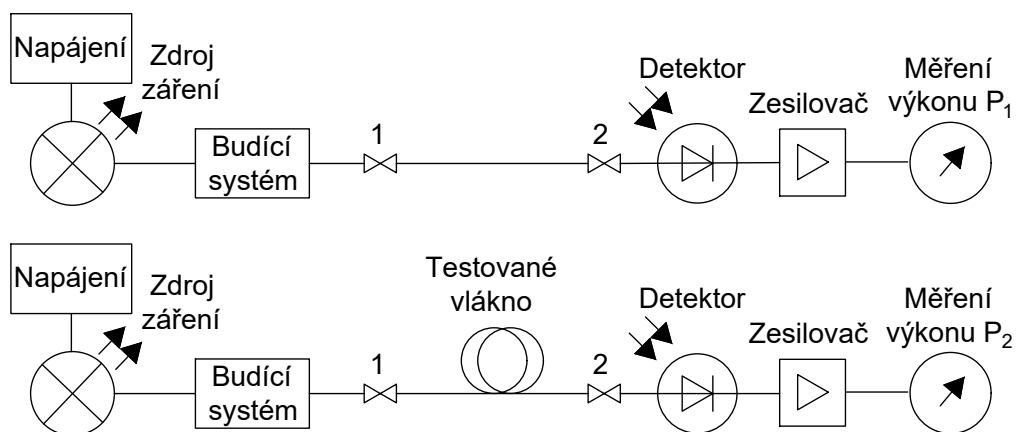 Napájení
Zdroj
záření
Budící
systém
1
2
Detektor
Zesilovač
Měření
výkonu P₁
Napájení
Zdroj
záření
Budící
systém
1
Testované
vlákno
2
Detektor
Zesilovač
Měření
výkonu P₂